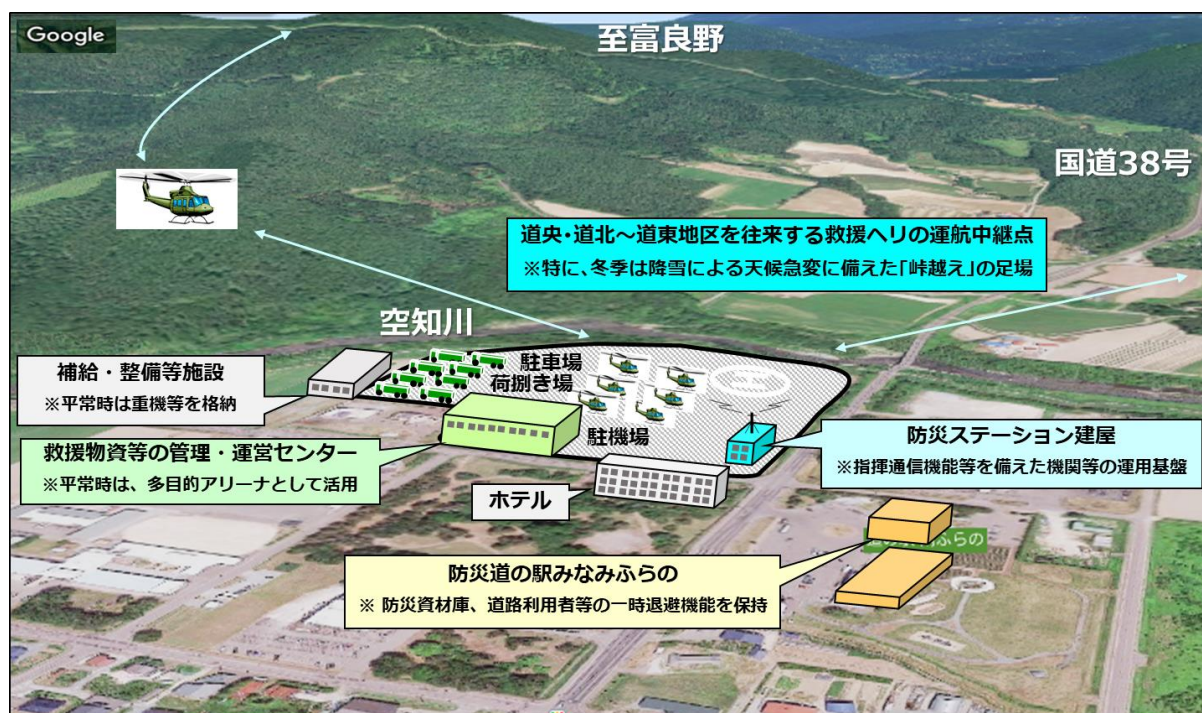 Google
至富良野
国道38号
道央・道北～道東地区を往来する救援ヘリの運航中継点
※特に、冬季は降雪による天候急変に備えた｢峠越え｣の足場
空知川
補給・整備等施設
※平常時は重機等を格納
駐車場
荷捌き場
駐機場
救援物資等の管理・運営センター
※平常時は、多目的アリーナとして活用
防災ステーション建屋
※指揮通信機能等を備えた機関等の運用基盤
ホテル
ふらの
防災道の駅みなみふらの
※ 防災資材庫、道路利用者等の一時退避機能を保持